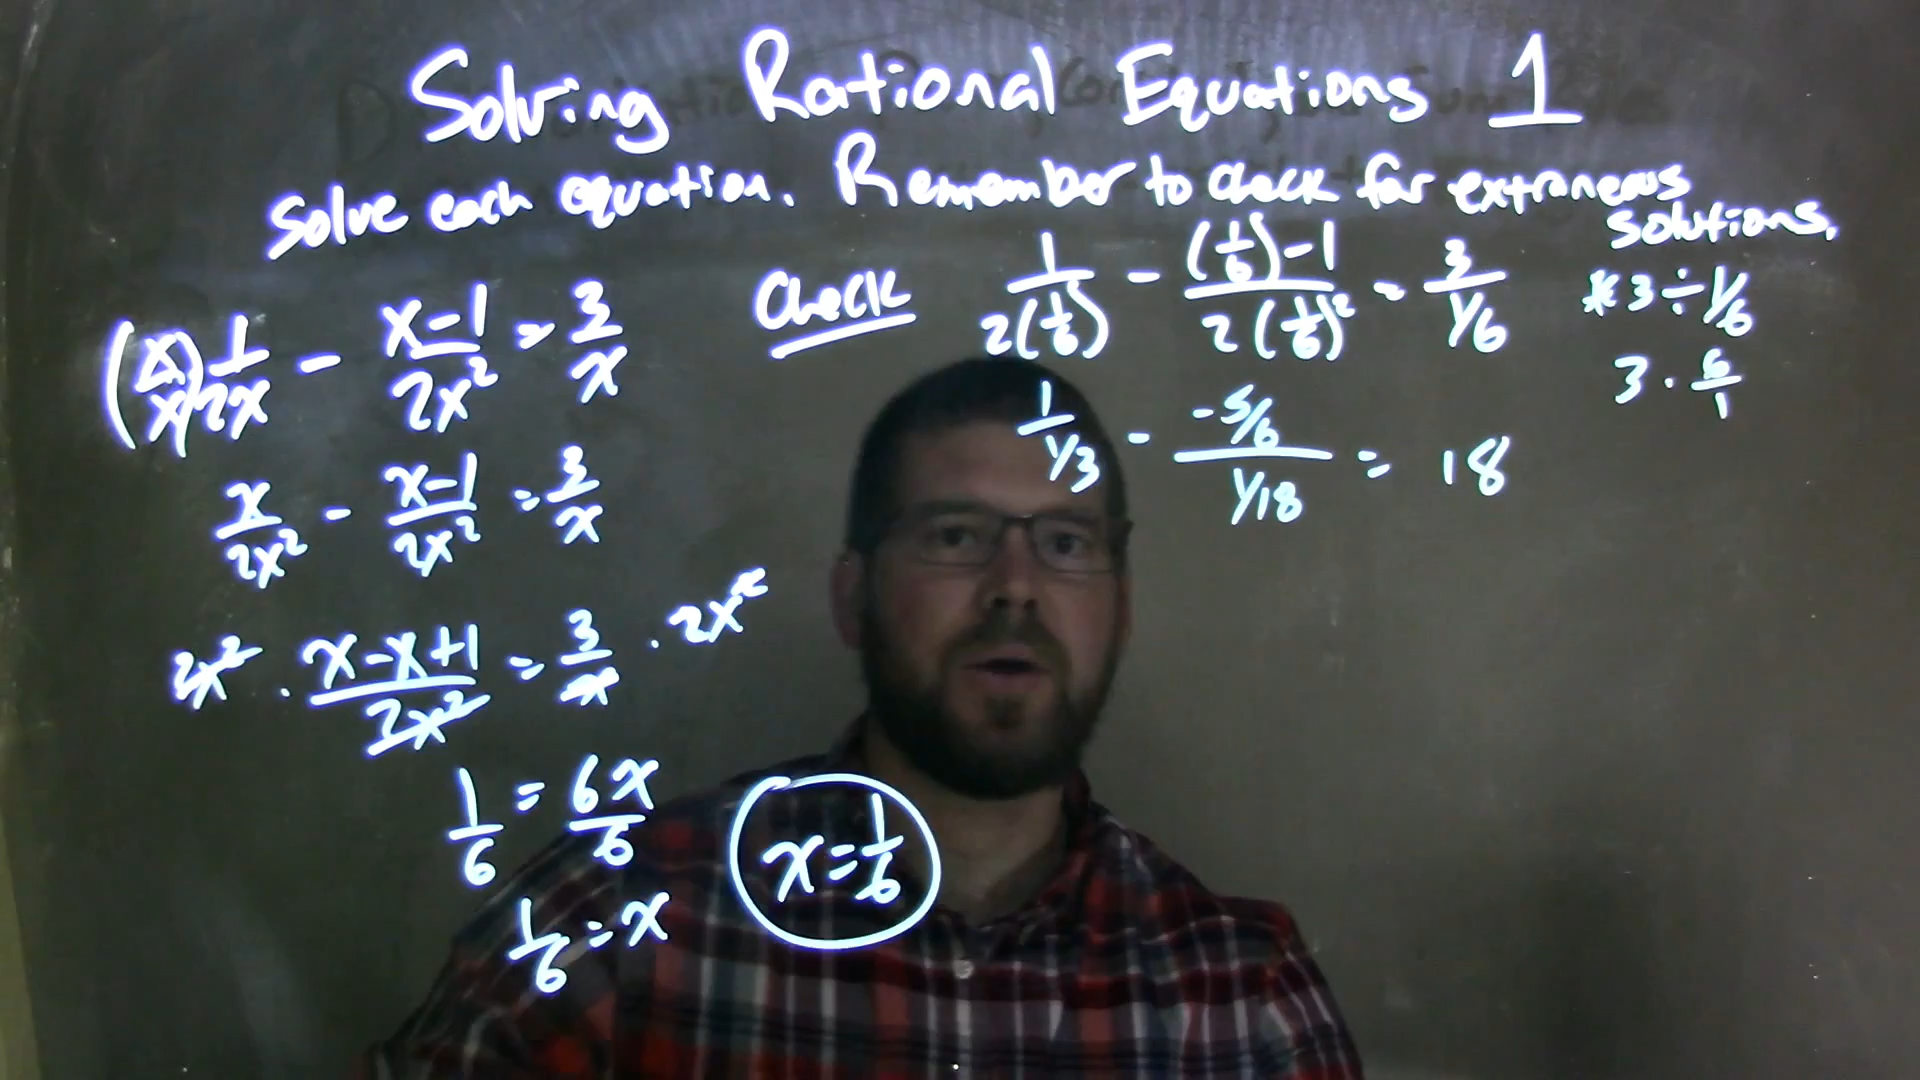 Solving Rational Equations 1
Solve each equation. Remember to check for extraneous
solutions.
(x/x) 1/2x - x-1/2x² = 3/x
x/2x² - x-1/2x² = 3/x
2x² · x-x+1/2x² = 3/x · 2x²
1/6 = 6x/6
1/6 = x
x = 1/6
Check
1/2(1/6) - (1/6)-1/2(1/6)² = 3/1/6
1/1/3 - -5/6/1/18 = 18
* 3 ÷ 1/6
3 · 6/1